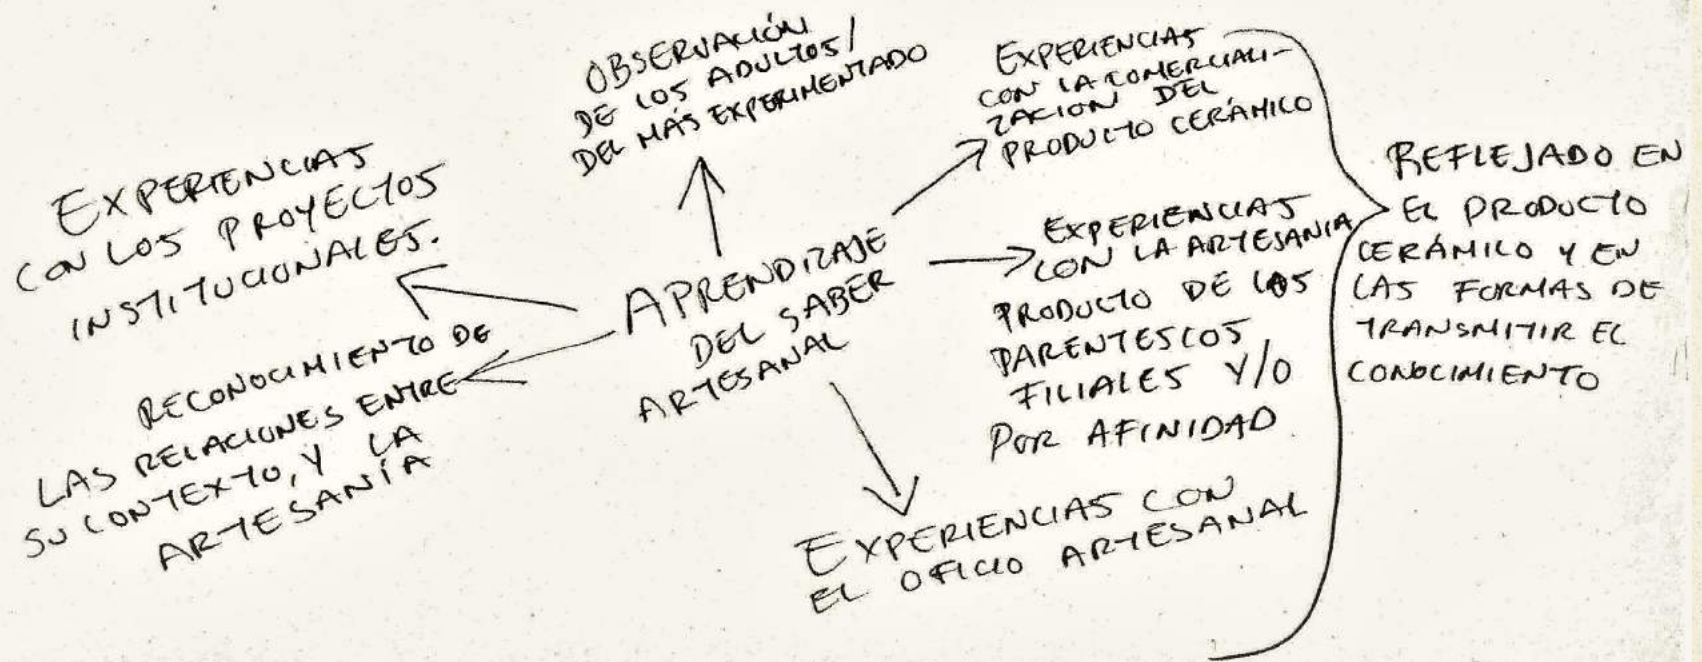 OBSERVACIÓN
DE LOS ADULTOS/
DEL MÁS EXPERIMENTADO
EXPERIENCIAS
CON LA COMERCIALI-
ZACION DEL
PRODUCTO CERÁMICO
EXPERIENCIAS
CON LOS PROYECTOS
INSTITUCIONALES.
RECONOCIMIENTO DE
LAS RELACIONES ENTRE
SU CONTEXTO, Y LA
ARTESANÍA
APRENDIZAJE
DEL SABER
ARTESANAL
EXPERIENCIAS
CON LA ARTESANIA
PRODUCTO DE LOS
PARENTESCOS
FILIALES Y/O
POR AFINIDAD
EXPERIENCIAS CON
EL OFICIO ARTESANAL
REFLEJADO EN
EL PRODUCTO
CERÁMICO Y EN
LAS FORMAS DE
TRANSMITIR EL
CONOCIMIENTO